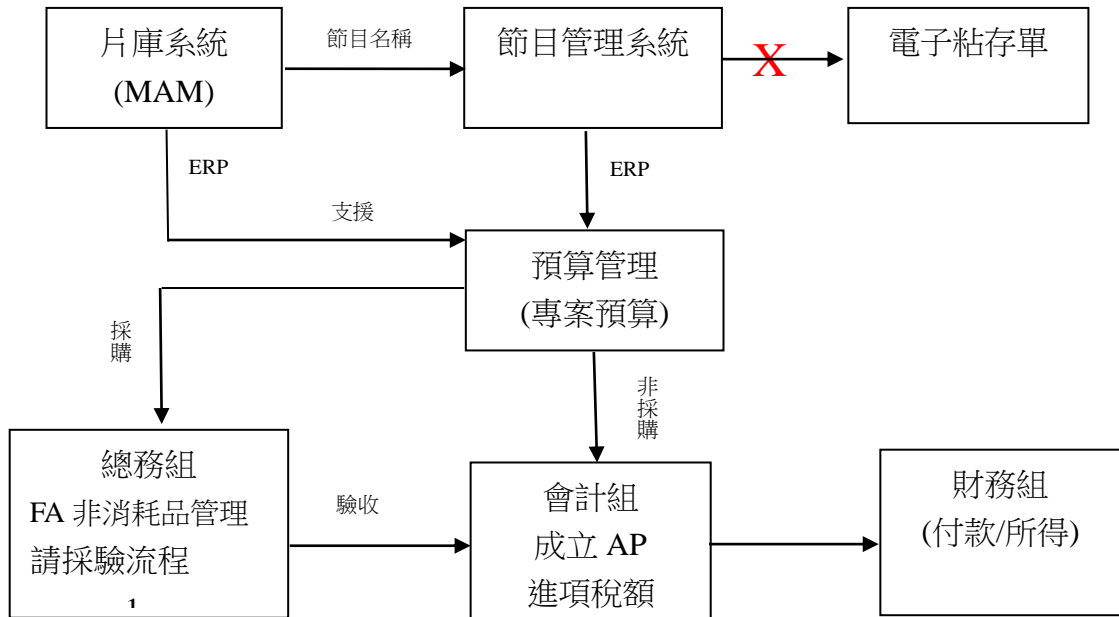 片庫系統
(MAM)
節目名稱
節目管理系統
X
電子粘存單
ERP
ERP
支援
預算管理
(專案預算)
採購
非採購
總務組
FA 非消耗品管理
請採驗流程
1
驗收
會計組
成立 AP
進項稅額
財務組
(付款/所得)